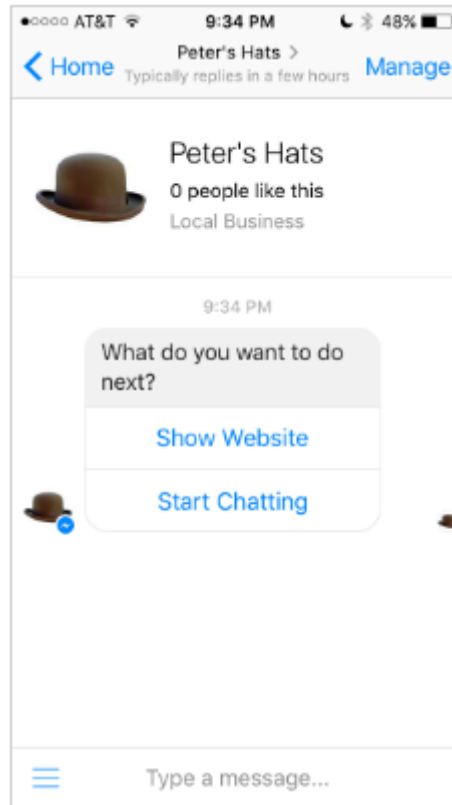 AT&T 9:34 PM 48%
Peter's Hats >
Home Typically replies in a few hours Manage
Peter's Hats
0 people like this
Local Business
9:34 PM
What do you want to do
next?
Show Website
Start Chatting
Type a message...